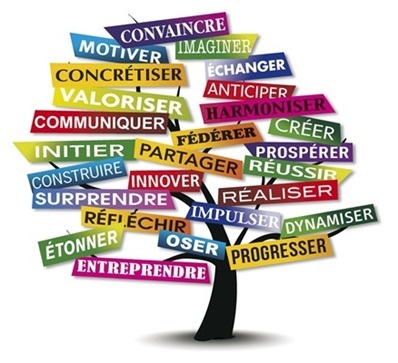 CONVAINCRE
MOTIVER
IMAGINER
CONCRÉTISER
ÉCHANGER
VALORISER
ANTICIPER
HARMONISER
COMMUNIQUER
FÉDÉRER
CRÉER
INITIER
PARTAGER
PROSPÉRER
RÉUSSIR
CONSTRUIRE
INNOVER
RÉALISER
SURPRENDRE
RÉFLÉCHIR
IMPULSER
DYNAMISER
ÉTONNER
OSER
PROGRESSER
ENTREPRENDRE